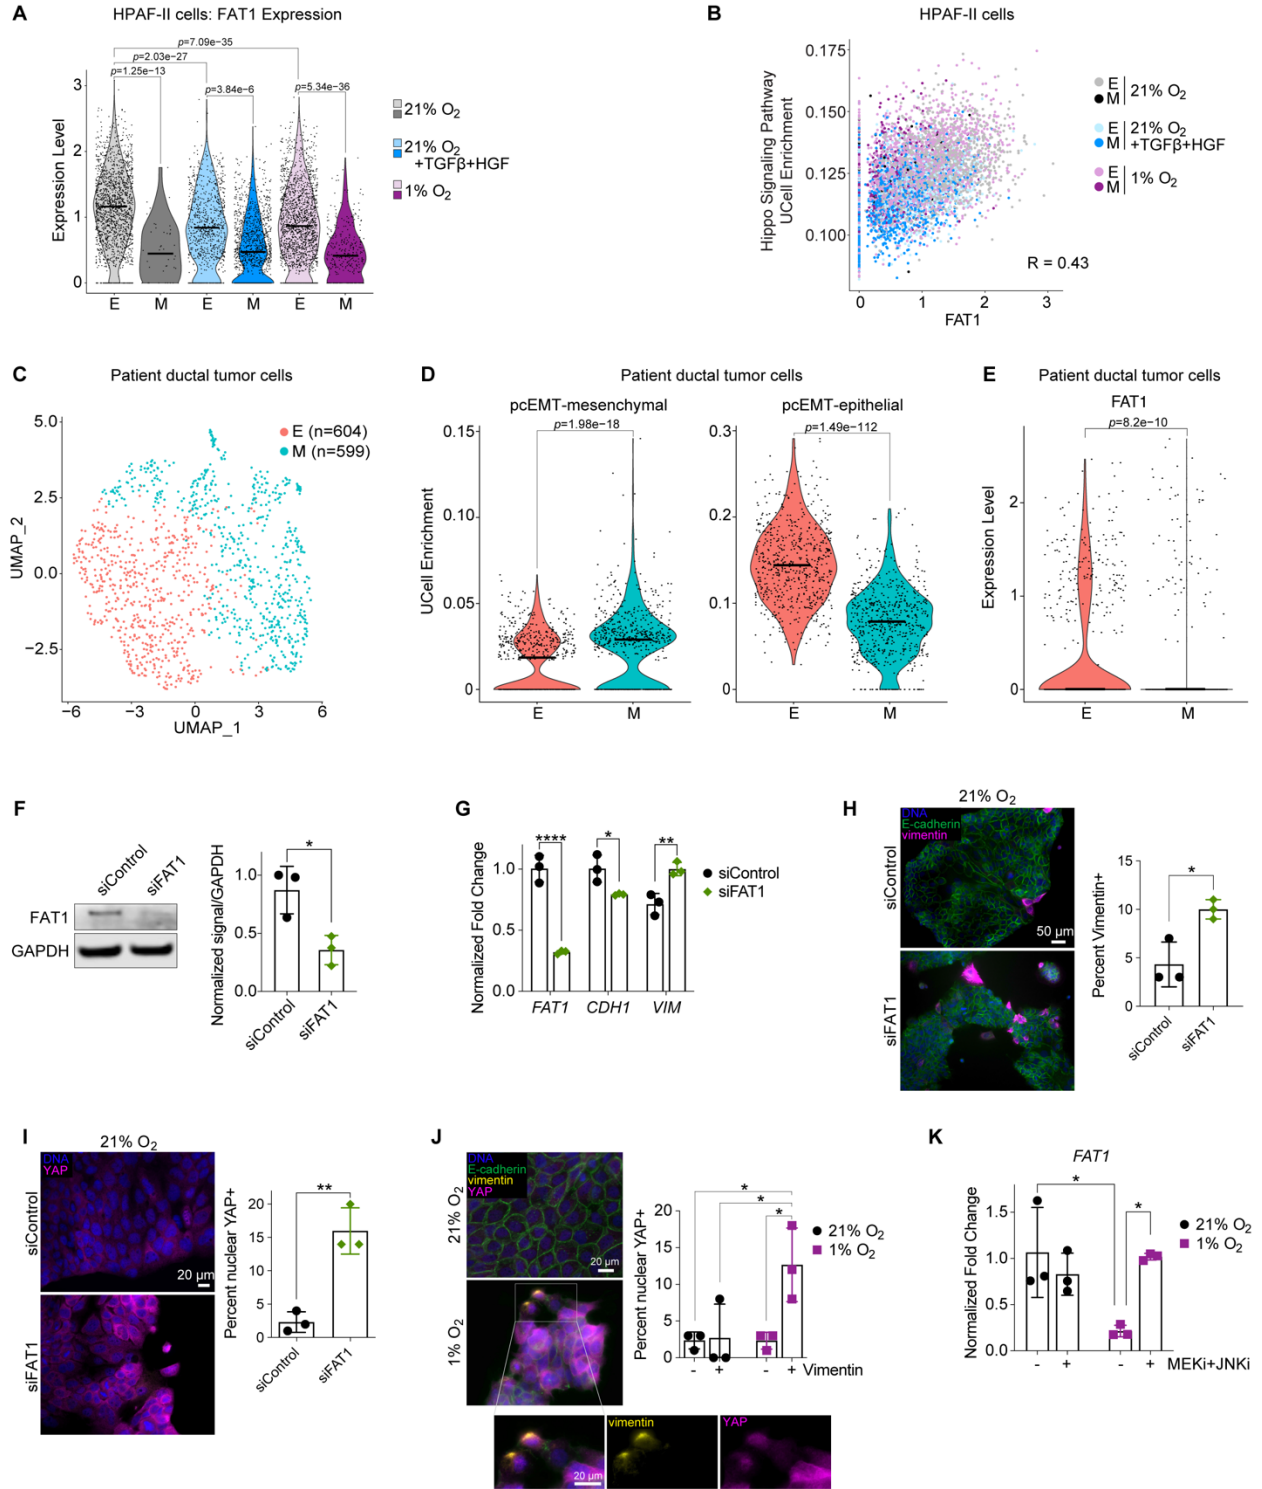 A
HPAF-II cells: FAT1 Expression
p=7.09e−35
p=2.03e−27
p=1.25e−13
p=3.84e−6
p=5.34e−36
Expression Level
3
2
1
0
E M E M E M
21% O2
21% O2
+TGFβ+HGF
1% O2
B
HPAF-II cells
Hippo Signaling Pathway
UCell Enrichment
0.175
0.150
0.125
0.100
0 1 2 3
FAT1
R = 0.43
E
M
21% O2
E
M
21% O2
+TGFβ+HGF
E
M
1% O2
C
Patient ductal tumor cells
E (n=604)
M (n=599)
UMAP_2
5.0
2.5
0.0
−2.5
−6 −3 0 3 6
UMAP_1
D
Patient ductal tumor cells
pcEMT-mesenchymal
p=1.98e−18
UCell Enrichment
0.15
0.10
0.05
0
E M
pcEMT-epithelial
p=1.49e−112
0.3
0.2
0.1
0
E M
E
Patient ductal tumor cells
FAT1
p=8.2e−10
Expression Level
2
1
0
E M
F
siControl
siFAT1
FAT1
GAPDH
Normalized signal/GAPDH
1.0
0.5
0.0
*
siControl
siFAT1
G
Normalized Fold Change
1.0
0.5
0.0
****
*
**
FAT1 CDH1 VIM
siControl
siFAT1
H
21% O2
DNA
E-cadherin
vimentin
siControl
50 µm
siFAT1
Percent Vimentin+
15
10
5
0
*
siControl
siFAT1
I
21% O2
DNA
YAP
siControl
20 µm
siFAT1
Percent nuclear YAP+
20
15
10
5
0
**
siControl
siFAT1
J
DNA
E-cadherin
vimentin
YAP
21% O2
20 µm
1% O2
20 µm
vimentin
YAP
Percent nuclear YAP+
20
15
10
5
0
*
*
*
- + - + Vimentin
21% O2
1% O2
K
FAT1
Normalized Fold Change
1.5
1.0
0.5
0.0
*
*
- + - + MEKi+JNKi
21% O2
1% O2